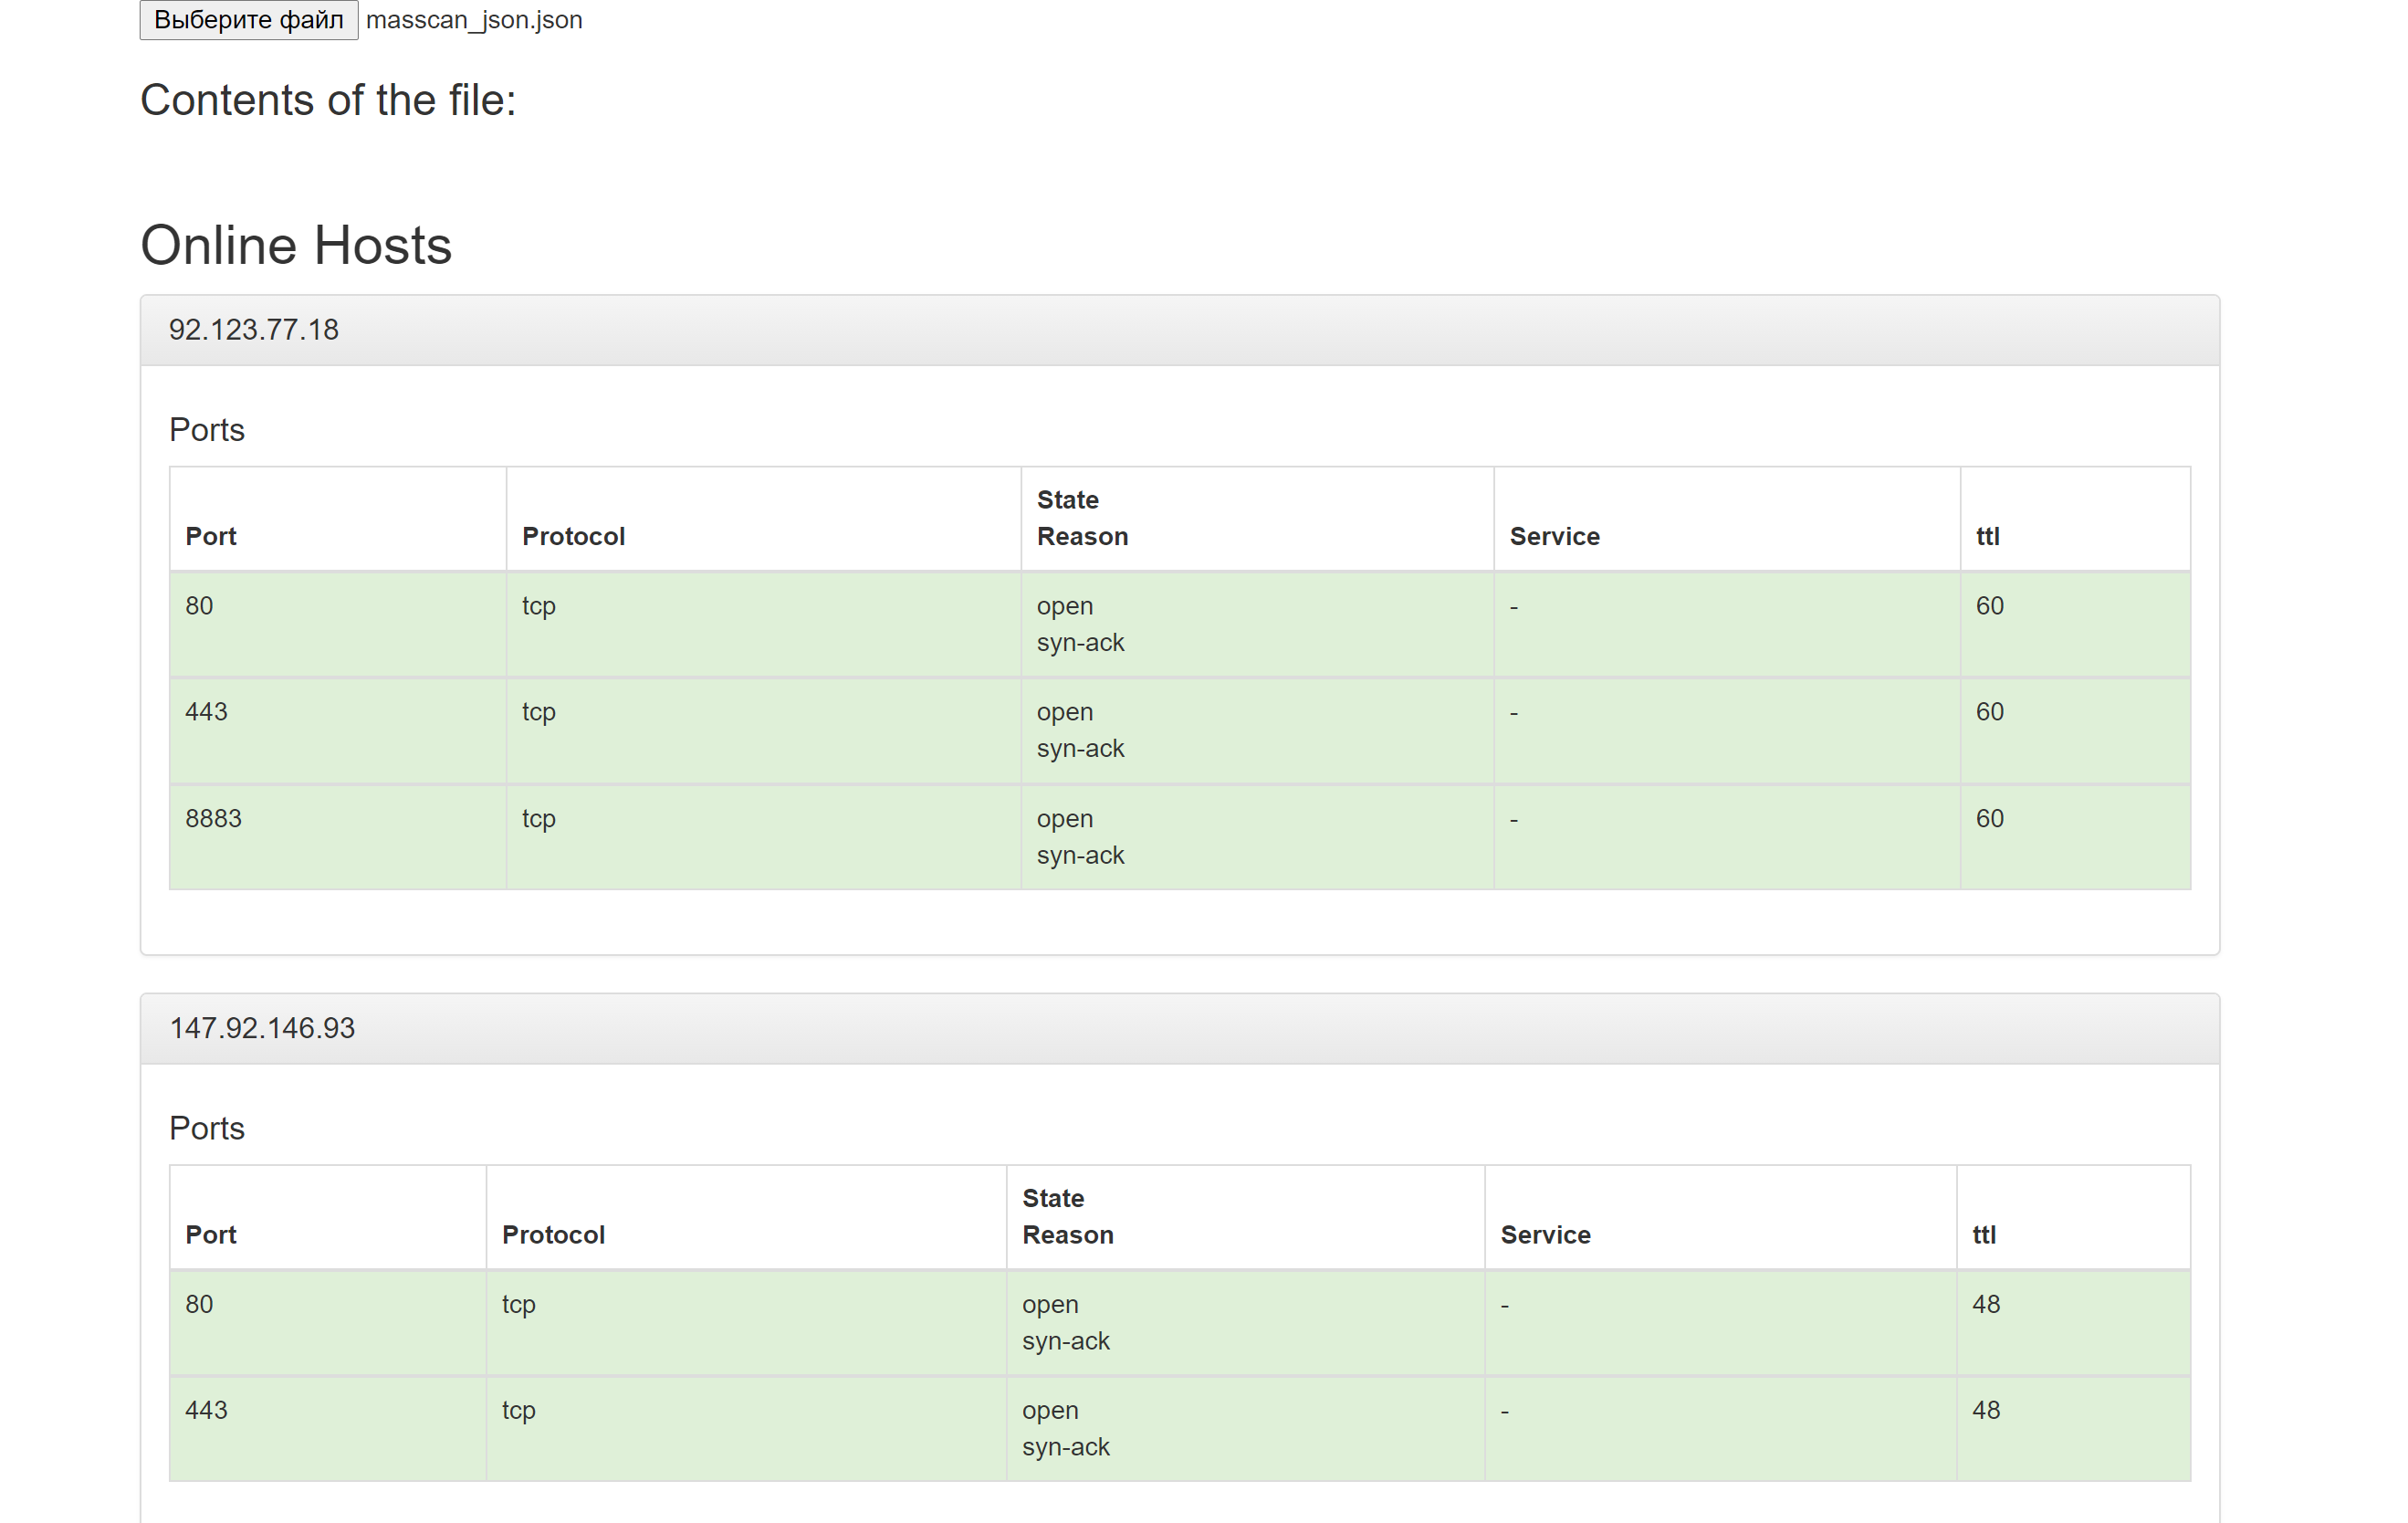 Выберите файл masscan_json.json
Contents of the file:
Online Hosts
92.123.77.18
Ports
Port Protocol State Reason Service ttl
80 tcp open syn-ack - 60
443 tcp open syn-ack - 60
8883 tcp open syn-ack - 60
147.92.146.93
Ports
Port Protocol State Reason Service ttl
80 tcp open syn-ack - 48
443 tcp open syn-ack - 48